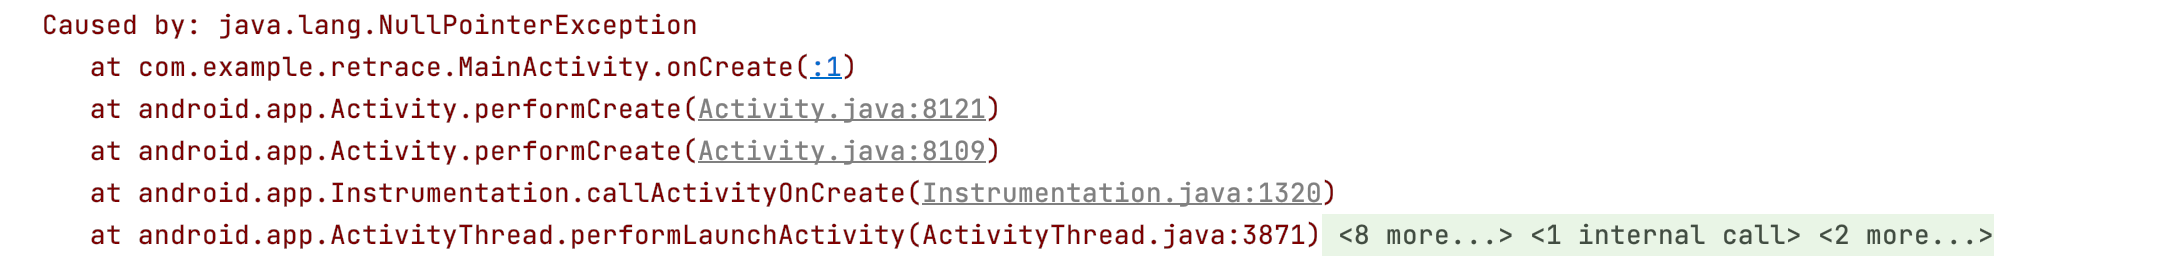 Caused by: java.lang.NullPointerException
at com.example.retrace.MainActivity.onCreate(:1)
at android.app.Activity.performCreate(Activity.java:8121)
at android.app.Activity.performCreate(Activity.java:8109)
at android.app.Instrumentation.callActivityOnCreate(Instrumentation.java:1320)
at android.app.ActivityThread.performLaunchActivity(ActivityThread.java:3871) <8 more...> <1 internal call> <2 more...>